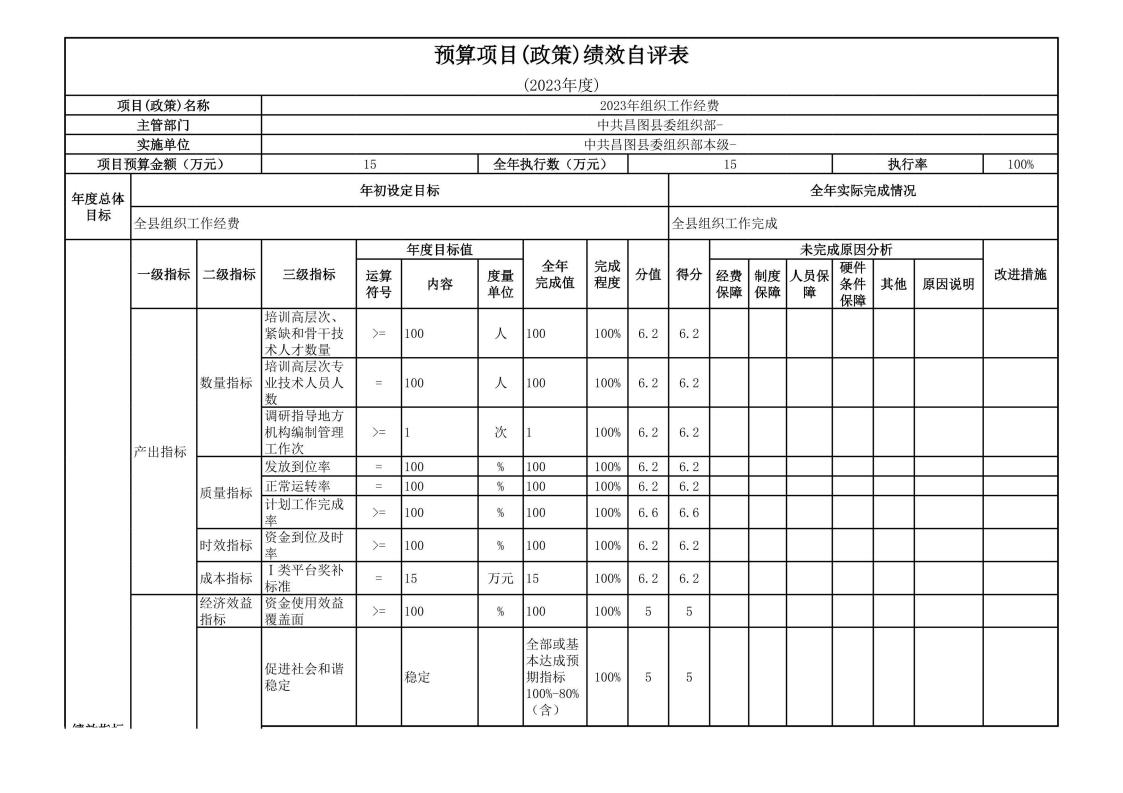 预算项目(政策)绩效自评表
(2023年度)
项目(政策)名称 2023年组织工作经费
主管部门 中共昌图县委组织部-
实施单位 中共昌图县委组织部本级-
项目预算金额（万元） 15 全年执行数（万元） 15 执行率 100%
年度总体
目标
年初设定目标 全年实际完成情况
全县组织工作经费 全县组织工作完成
一级指标 二级指标 三级指标 年度目标值 全年
完成值 完成
程度 分值 得分 未完成原因分析 改进措施
运算
符号 内容 度量
单位 经费
保障 制度
保障 人员保
障 硬件
条件
保障 其他 原因说明
产出指标
数量指标
培训高层次、
紧缺和骨干技
术人才数量 >= 100 人 100 100% 6.2 6.2
培训高层次专
业技术人员人
数 = 100 人 100 100% 6.2 6.2
调研指导地方
机构编制管理
工作次 >= 1 次 1 100% 6.2 6.2
质量指标
发放到位率 = 100 % 100 100% 6.2 6.2
正常运转率 = 100 % 100 100% 6.2 6.2
计划工作完成
率 >= 100 % 100 100% 6.6 6.6
时效指标
资金到位及时
率 >= 100 % 100 100% 6.2 6.2
成本指标
Ⅰ类平台奖补
标准 = 15 万元 15 100% 6.2 6.2
经济效益
指标
资金使用效益
覆盖面 >= 100 % 100 100% 5 5
促进社会和谐
稳定 稳定 全部或基
本达成预
期指标
100%-80%
（含） 100% 5 5